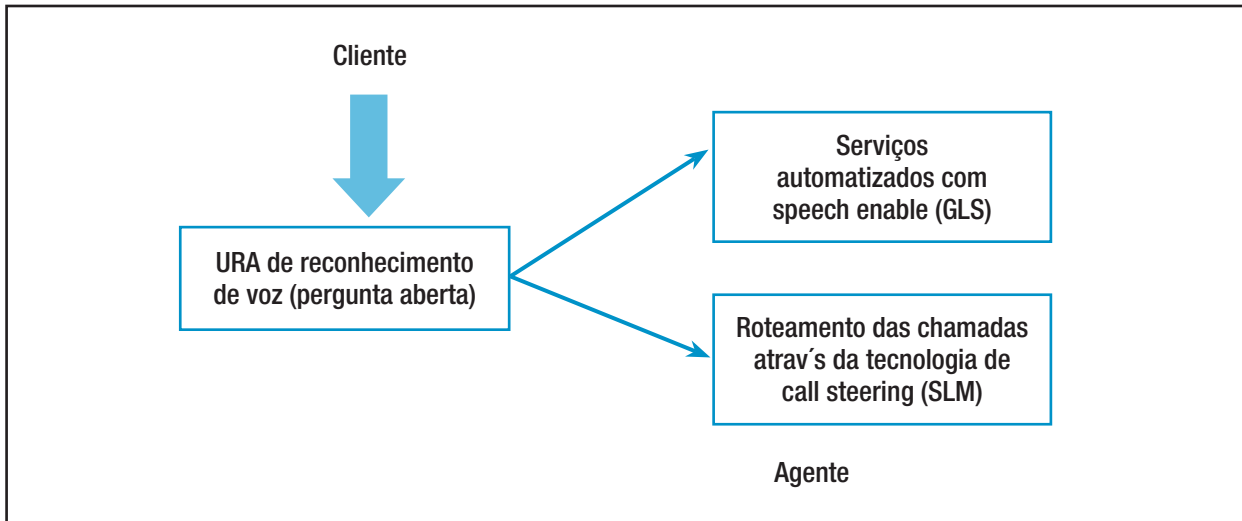 Cliente
URA de reconhecimento
de voz (pergunta aberta)
Serviços
automatizados com
speech enable (GLS)
Roteamento das chamadas
atrav´s da tecnologia de
call steering (SLM)
Agente